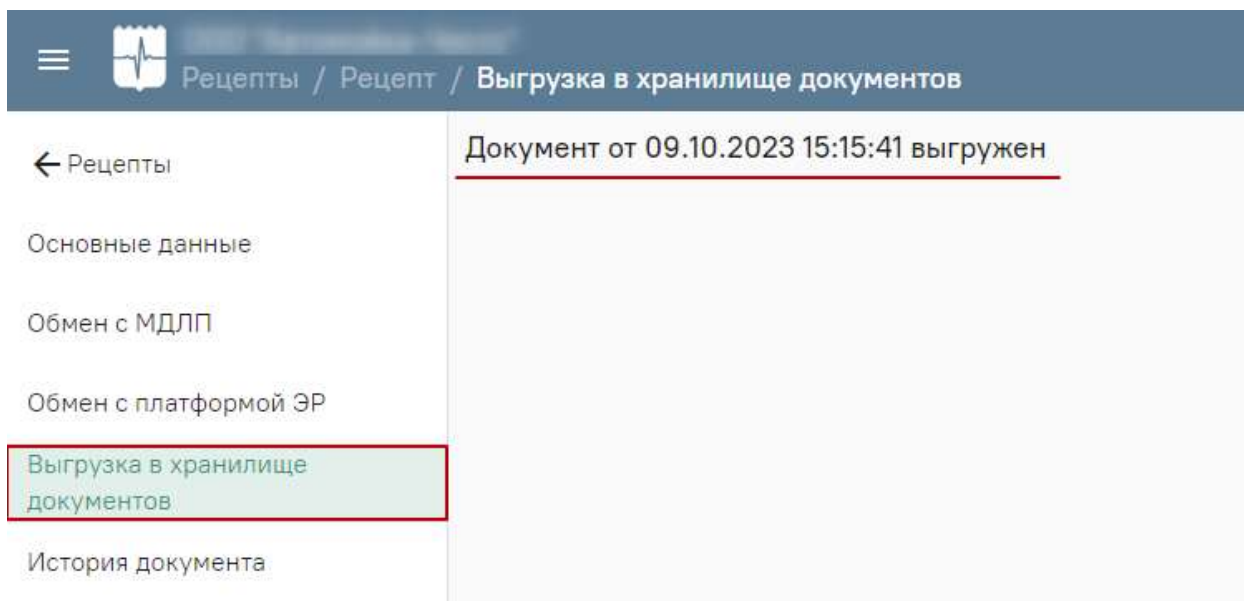 Рецепты / Рецепт / Выгрузка в хранилище документов
← Рецепты
Документ от 09.10.2023 15:15:41 выгружен
Основные данные
Обмен с МДЛП
Обмен с платформой ЭР
Выгрузка в хранилище
документов
История документа